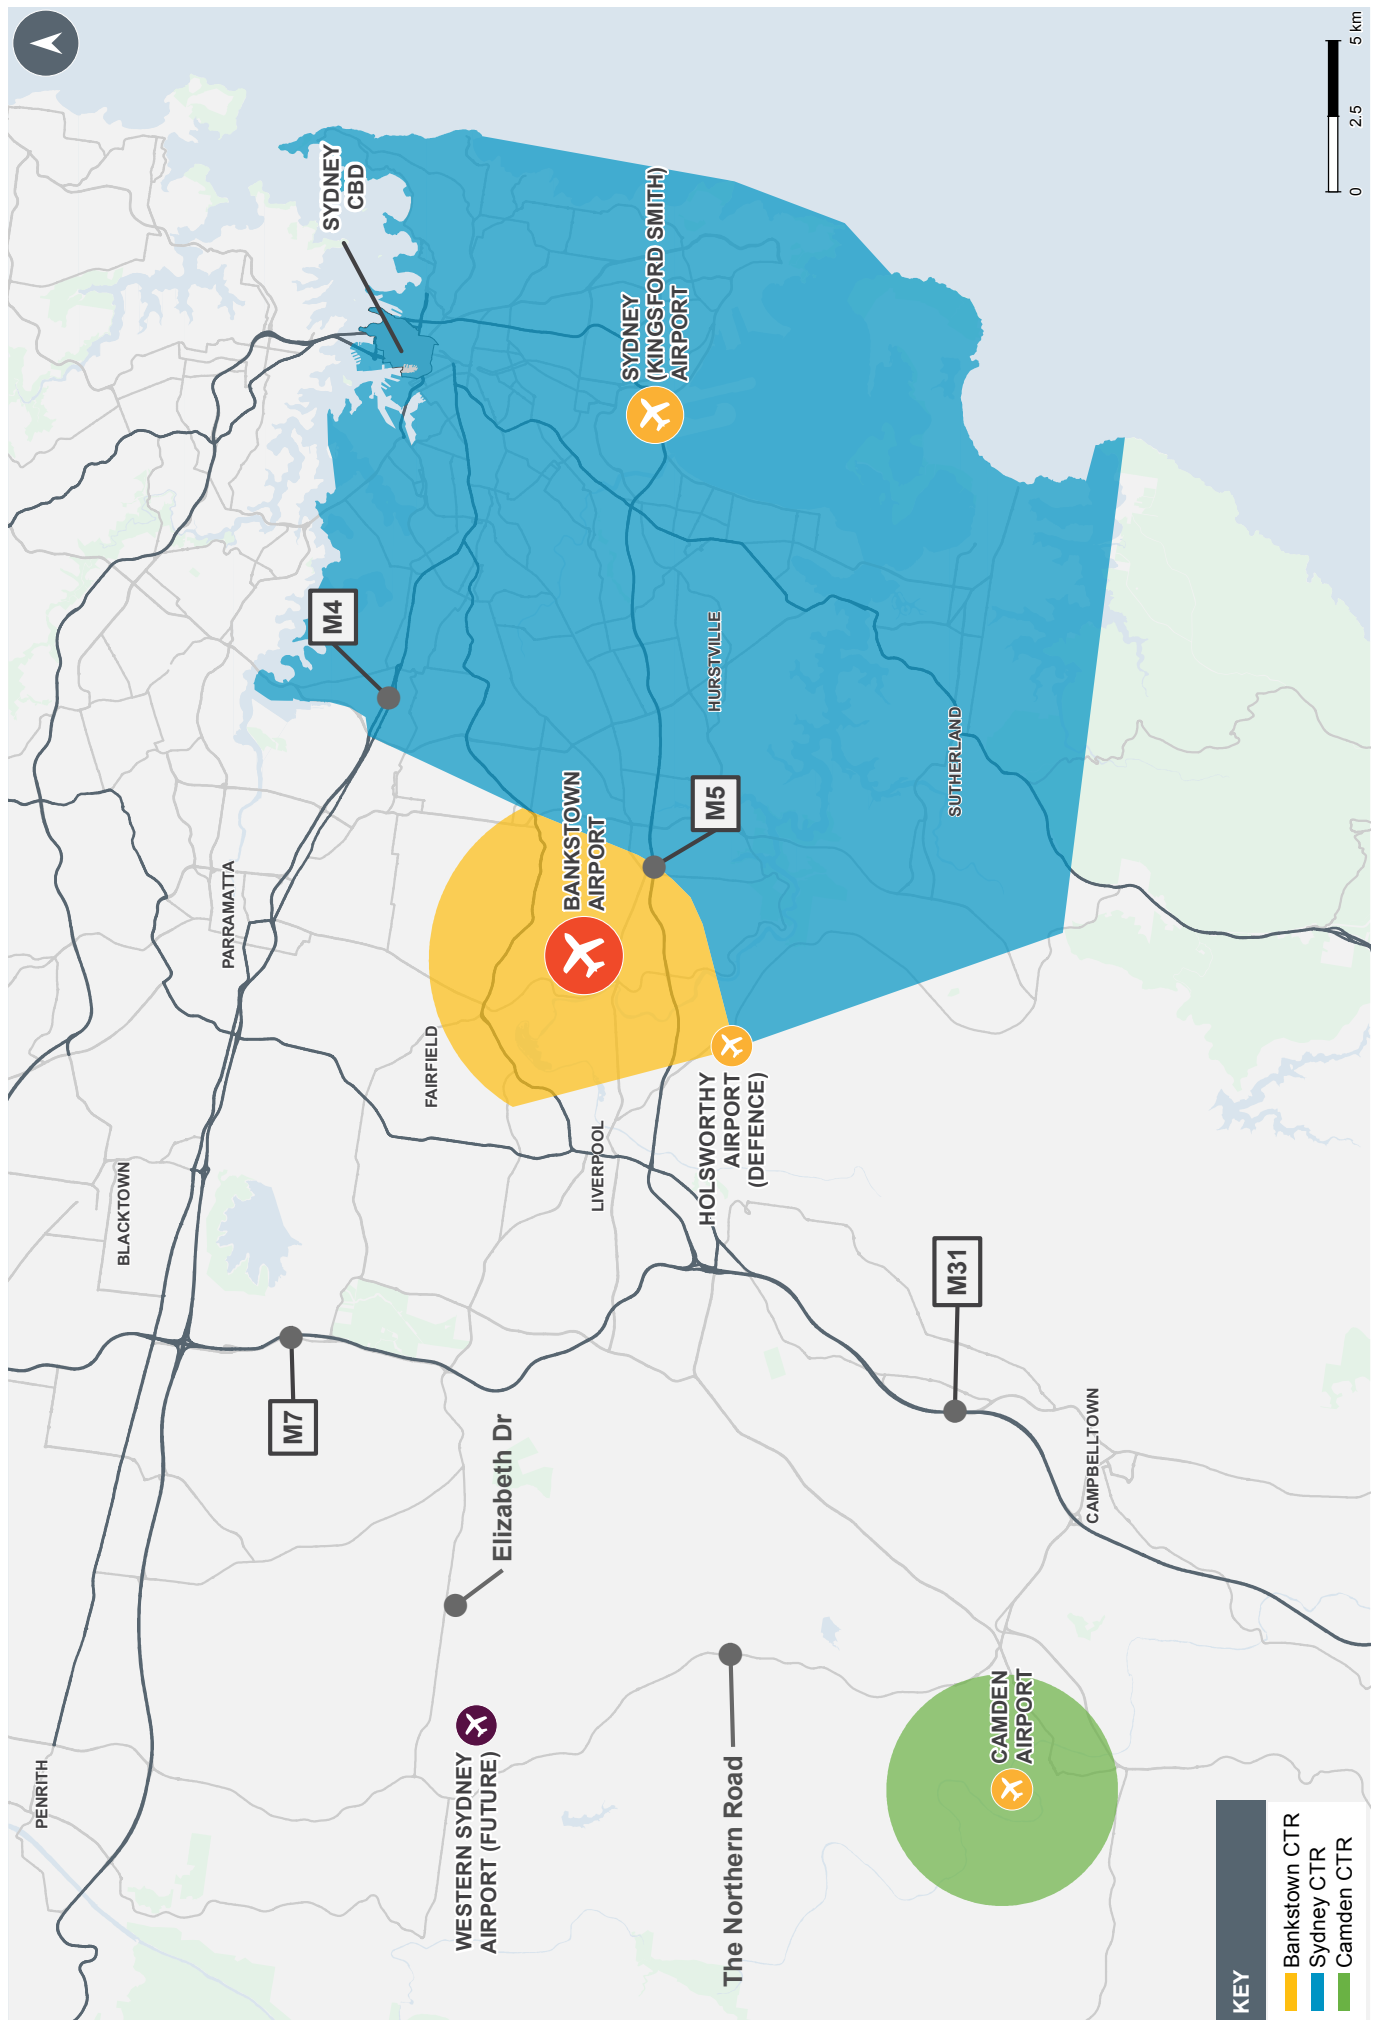 PENRITH
BLACKTOWN
PARRAMATTA
M7
M4
SYDNEY
CBD
FAIRFIELD
Elizabeth Dr
WESTERN SYDNEY
AIRPORT (FUTURE)
LIVERPOOL
BANKSTOWN
AIRPORT
SYDNEY
(KINGSFORD SMITH)
AIRPORT
HOLSWORTHY
AIRPORT
(DEFENCE)
M5
HURSTVILLE
The Northern Road
M31
SUTHERLAND
CAMDEN
AIRPORT
CAMPBELLTOWN
KEY
Bankstown CTR
Sydney CTR
Camden CTR
0 2.5 5 km